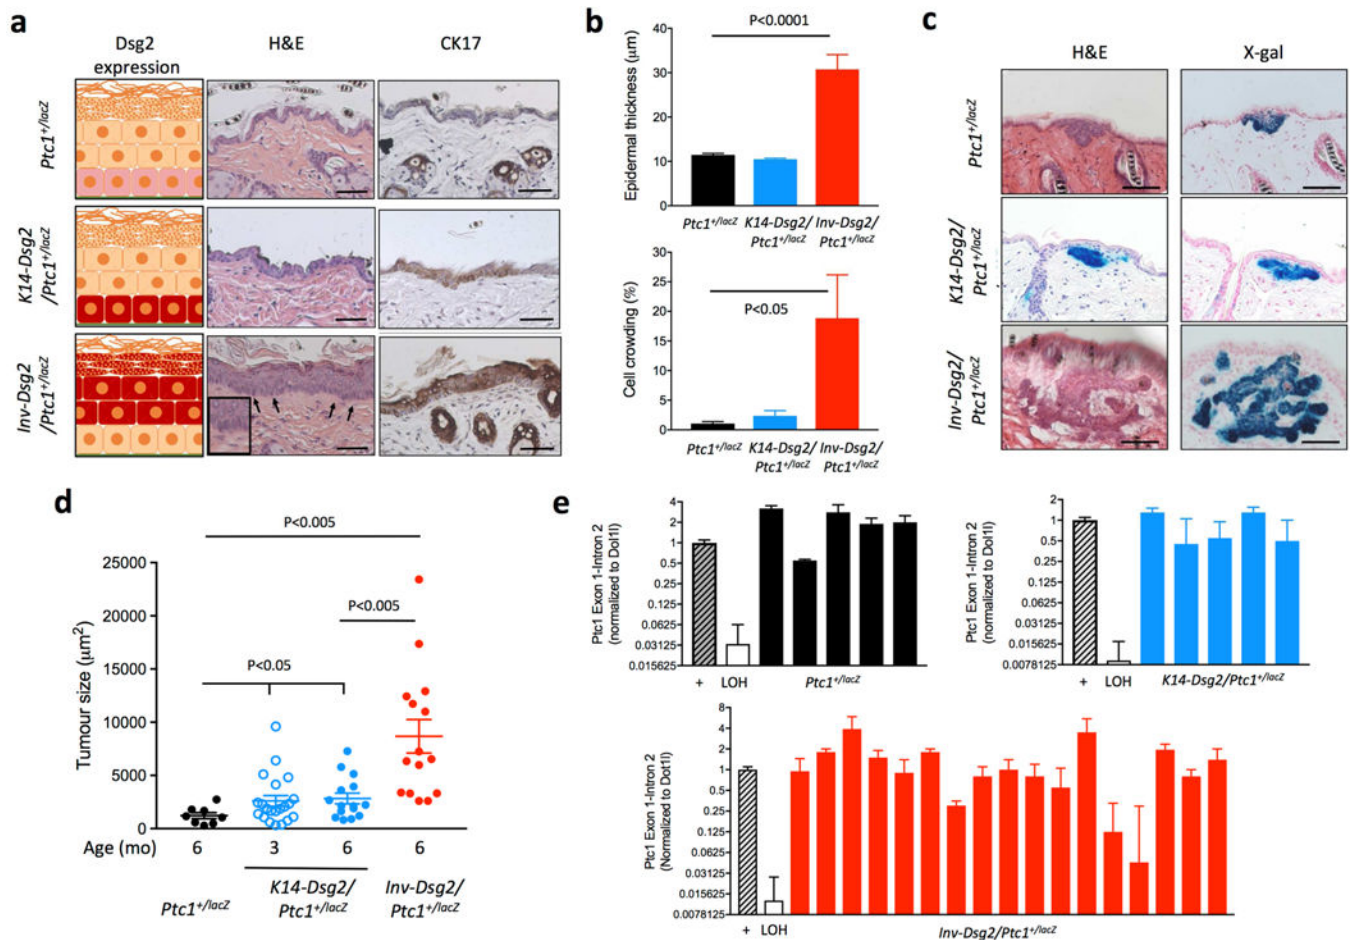 a
Dsg2
expression
H&E
CK17
Ptc1+/lacZ
K14-Dsg2
/Ptc1+/lacZ
Inv-Dsg2
/Ptc1+/lacZ
b
P<0.0001
Epidermal thickness (μm)
40
30
20
10
0
Ptc1+/lacZ
K14-Dsg2/
Ptc1+/lacZ
Inv-Dsg2/
Ptc1+/lacZ
P<0.05
Cell crowding (%)
30
25
20
15
10
5
0
Ptc1+/lacZ
K14-Dsg2/
Ptc1+/lacZ
Inv-Dsg2/
Ptc1+/lacZ
c
H&E
X-gal
Ptc1+/lacZ
K14-Dsg2/
Ptc1+/lacZ
Inv-Dsg2/
Ptc1+/lacZ
d
P<0.005
P<0.005
P<0.05
Tumour size (μm2)
25000
20000
15000
10000
5000
0
Age (mo)
6
3
6
6
Ptc1+/lacZ
K14-Dsg2/
Ptc1+/lacZ
Inv-Dsg2/
Ptc1+/lacZ
e
Ptc1 Exon 1-Intron 2
(normalized to Dol1l)
4
2
1
0.5
0.25
0.125
0.0625
0.03125
0.015625
+
LOH
Ptc1+/lacZ
Ptc1 Exon 1-Intron 2
(normalized to Dol1l)
2
1
0.5
0.25
0.125
0.0625
0.03125
0.015625
0.0078125
+
LOH
K14-Dsg2/Ptc1+/lacZ
Ptc1 Exon 1-Intron 2
(Normalized to Dot1l)
8
4
2
1
0.5
0.25
0.125
0.0625
0.03125
0.015625
0.0078125
+
LOH
Inv-Dsg2/Ptc1+/lacZ